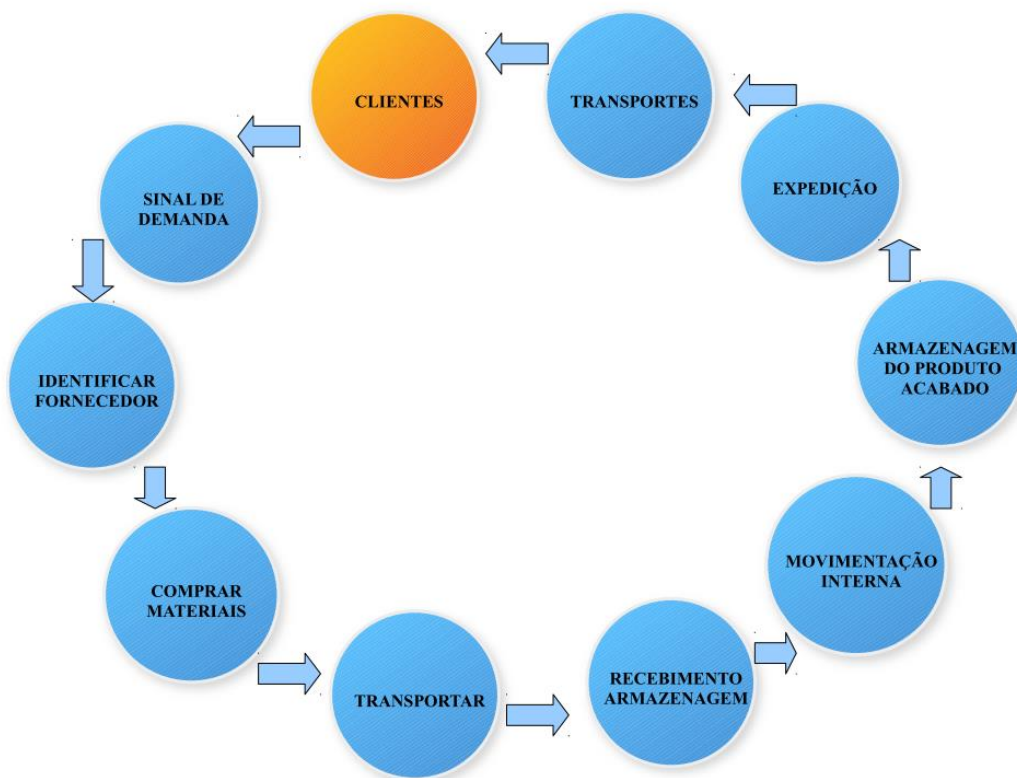 CLIENTES
TRANSPORTES
EXPEDIÇÃO
SINAL DE
DEMANDA
ARMAZENAGEM
DO PRODUTO
ACABADO
IDENTIFICAR
FORNECEDOR
MOVIMENTAÇÃO
INTERNA
COMPRAR
MATERIAIS
RECEBIMENTO
ARMAZENAGEM
TRANSPORTAR